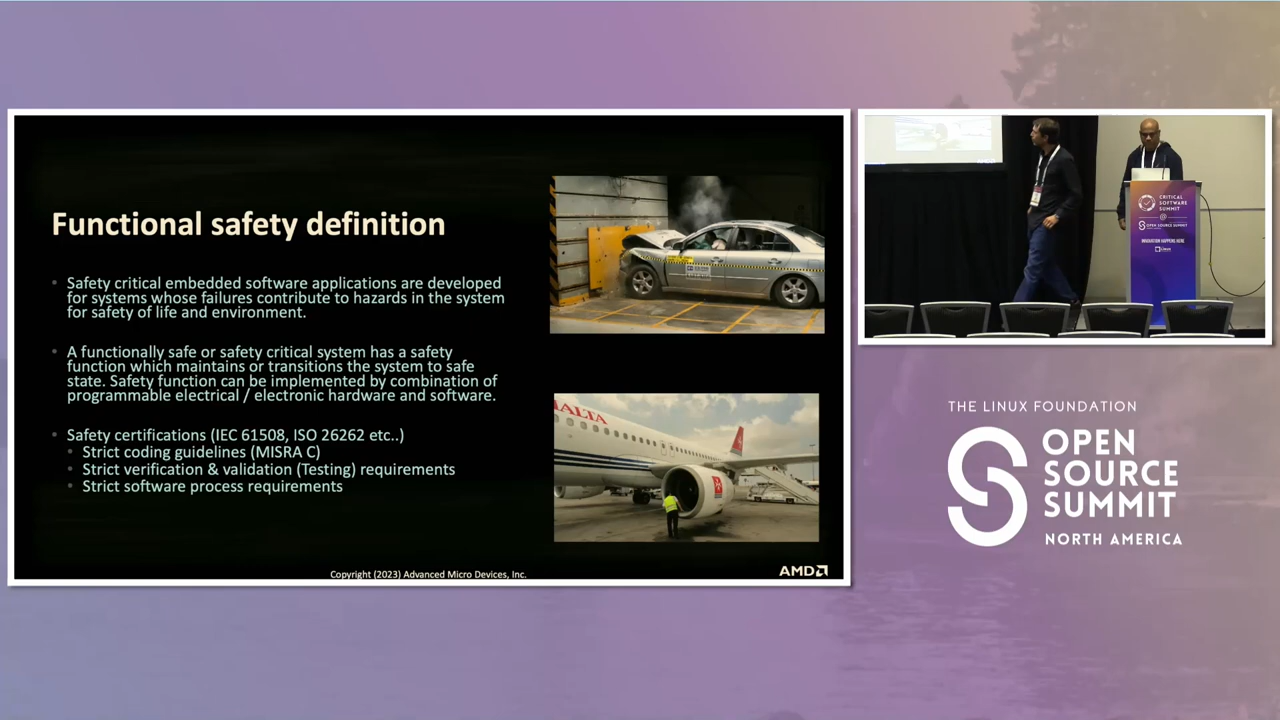 Functional safety definition
Safety critical embedded software applications are developed
for systems whose failures contribute to hazards in the system
for safety of life and environment.
A functionally safe or safety critical system has a safety
function which maintains or transitions the system to safe
state. Safety function can be implemented by combination of
programmable electrical / electronic hardware and software.
Safety certifications (IEC 61508, ISO 26262 etc..)
Strict coding guidelines (MISRA C)
Strict verification & validation (Testing) requirements
Strict software process requirements
Copyright (2023) Advanced Micro Devices, Inc.
AMD
MALTA
CRITICAL
SOFTWARE
SUMMIT
@
OPEN SOURCE SUMMIT
INNOVATION HAPPENS HERE
THE LINUX FOUNDATION
OPEN
SOURCE
SUMMIT
NORTH AMERICA